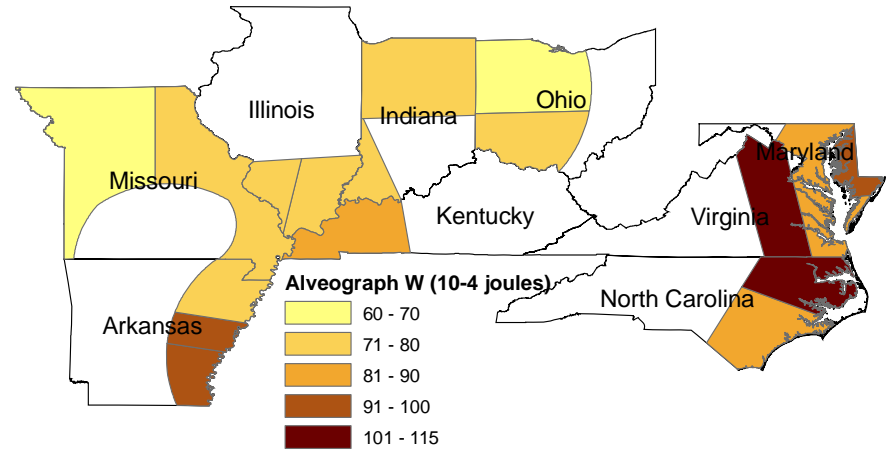 Illinois
Indiana
Ohio
Missouri
Maryland
Kentucky
Virginia
North Carolina
Arkansas
Alveograph W (10-4 joules)
60 - 70
71 - 80
81 - 90
91 - 100
101 - 115